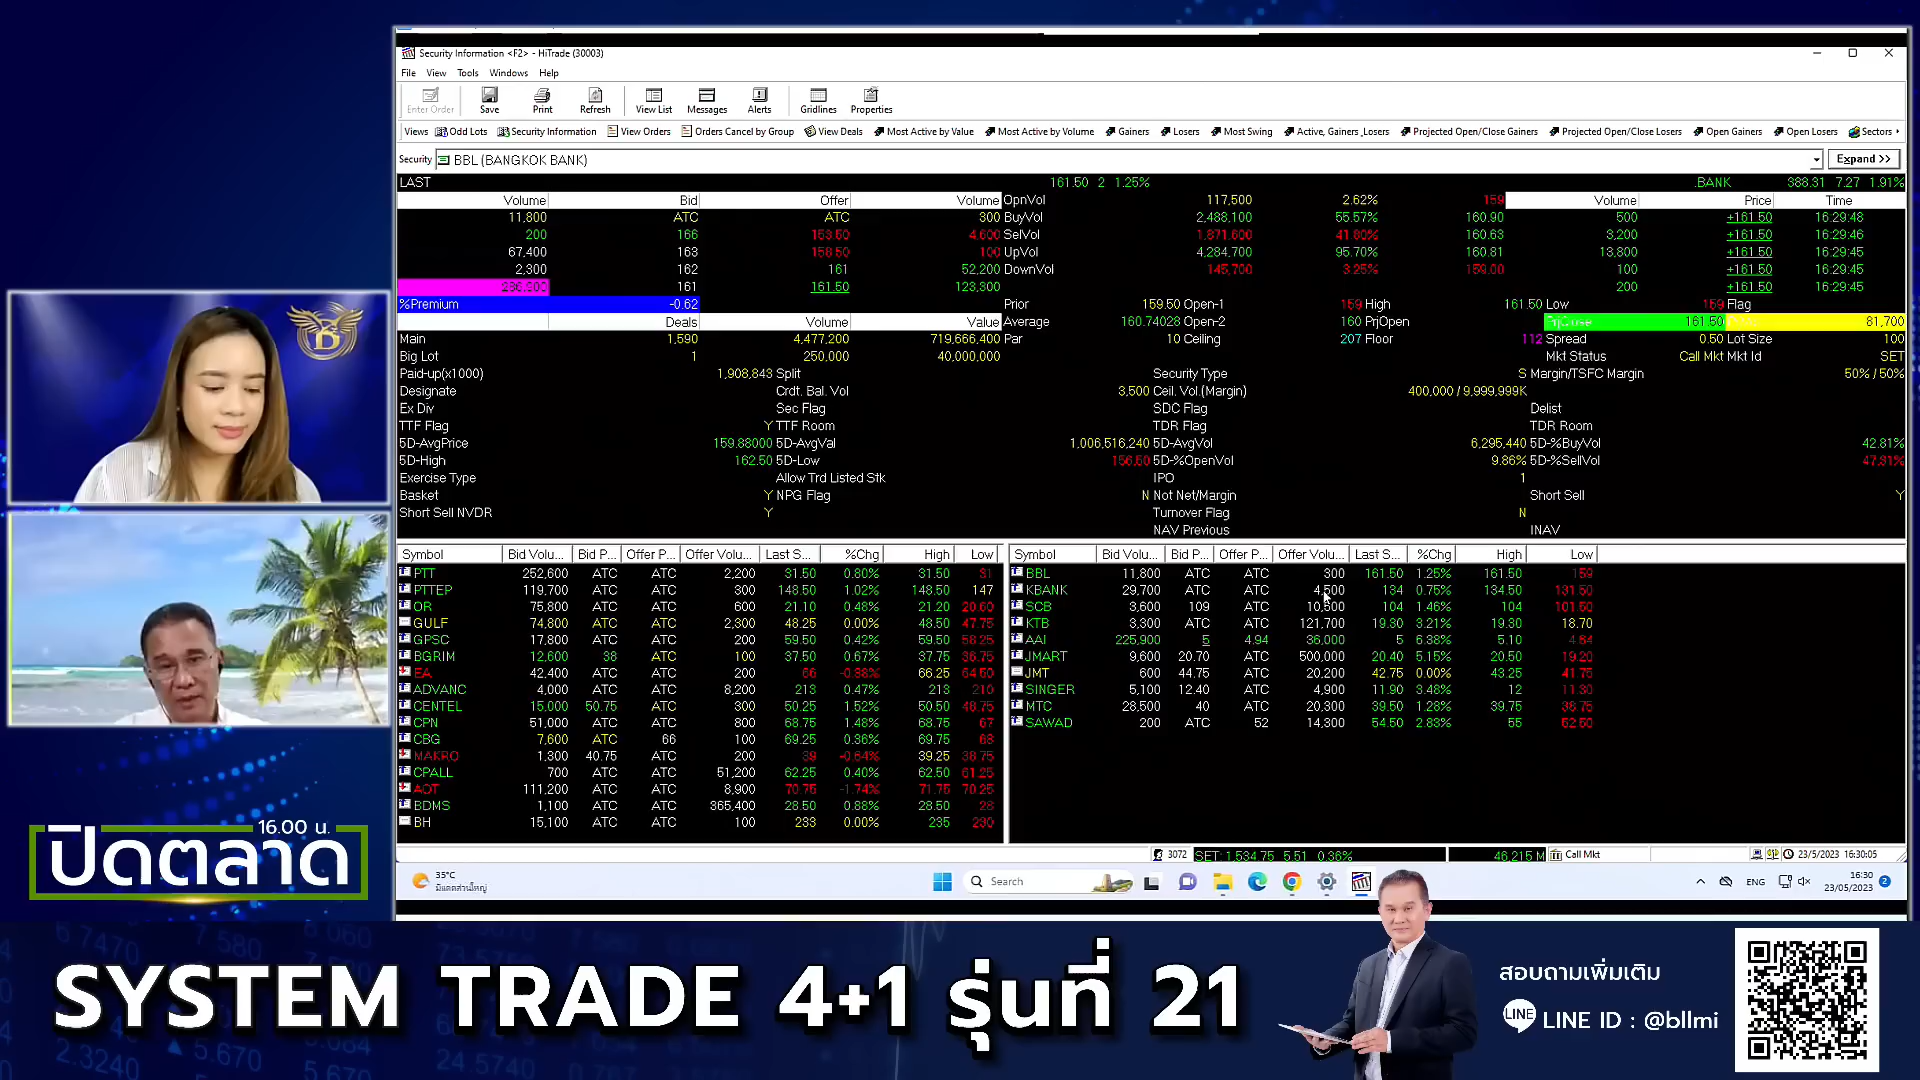 Security Information <F2> - HiTrade (30003)
File View Tools Windows Help
Enter Order Save Print Refresh View List Messages Alerts Gridlines Properties
Views Odd Lots Security Information View Orders Orders Cancel by Group View Deals Most Active by Value Most Active by Volume Gainers Losers Most Swing Active, Gainers ,Losers Projected Open/Close Gainers Projected Open/Close Losers Open Gainers Open Losers Sectors
Security BBL (BANGKOK BANK) Expand >>
LAST 161.50 2 1.25% .BANK 388.31 7.27 1.91%
Volume Bid Offer Volume OpnVol 117,500 2.62% 159 Volume Price Time
11,800 ATC ATC 300 BuyVol 2,488,100 55.57% 160.90 500 +161.50 16:29:48
200 166 153.50 4,600 SelVol 1,871,600 41.80% 160.63 3,200 +161.50 16:29:46
67,400 163 158.50 100 UpVol 4,284,700 95.70% 160.81 13,800 +161.50 16:29:45
2,300 162 161 52,200 DownVol 145,700 3.25% 159.00 100 +161.50 16:29:45
286,900 161 161.50 123,300 200 +161.50 16:29:45
%Premium -0.62 Prior 159.50 Open-1 159 High 161.50 Low 159 Flag
Deals Volume Value Average 160.74028 Open-2 160 PrjOpen PrjClose 161.50 81,700
Main 1,590 4,477,200 719,666,400 Par 10 Ceiling 207 Floor 112 Spread 0.50 Lot Size 100
Big Lot 1 250,000 40,000,000 Mkt Status Call Mkt Mkt Id SET
Paid-up(x1000) 1,908,843 Split Security Type S Margin/TSFC Margin 50% / 50%
Designate Crdt. Bal. Vol 3,500 Ceil. Vol.(Margin) 400,000 / 9,999,999K
Ex Div Sec Flag SDC Flag Delist
TTF Flag Y TTF Room TDR Flag TDR Room
5D-AvgPrice 159.88000 5D-AvgVal 1,006,516,240 5D-AvgVol 6,295,440 5D-%BuyVol 42.81%
5D-High 162.50 5D-Low 156.50 5D-%OpenVol 9.86% 5D-%SellVol 47.31%
Exercise Type Allow Trd Listed Stk IPO 1
Basket Y NPG Flag N Not Net/Margin Short Sell Y
Short Sell NVDR Y Turnover Flag N
NAV Previous INAV
Symbol Bid Volu... Bid P... Offer P... Offer Volu... Last S... %Chg High Low
PTT 252,600 ATC ATC 2,200 31.50 0.80% 31.50 31
PTTEP 119,700 ATC ATC 300 148.50 1.02% 148.50 147
OR 75,800 ATC ATC 600 21.10 0.48% 21.20 20.60
GULF 74,800 ATC ATC 2,300 48.25 0.00% 48.50 47.75
GPSC 17,800 ATC ATC 200 59.50 0.42% 59.50 58.25
BGRIM 12,600 38 ATC 100 37.50 0.67% 37.75 36.75
EA 42,400 ATC ATC 200 66 -0.38% 66.25 64.50
ADVANC 4,000 ATC ATC 8,200 213 0.47% 213 210
CENTEL 15,000 50.75 ATC 300 50.25 1.52% 50.50 48.75
CPN 51,000 ATC ATC 800 68.75 1.48% 68.75 67
CBG 7,600 ATC 66 100 69.25 0.36% 69.75 68
MAKRO 1,300 40.75 ATC 200 39 -0.64% 39.25 38.75
CPALL 700 ATC ATC 51,200 62.25 0.40% 62.50 61.25
AOT 111,200 ATC ATC 8,900 70.75 -1.74% 71.75 70.25
BDMS 1,100 ATC ATC 365,400 28.50 0.88% 28.50 28
BH 15,100 ATC ATC 100 233 0.00% 235 230
Symbol Bid Volu... Bid P... Offer P... Offer Volu... Last S... %Chg High Low
BBL 11,800 ATC ATC 300 161.50 1.25% 161.50 159
KBANK 29,700 ATC ATC 4,500 134 0.75% 134.50 131.50
SCB 3,600 109 ATC 104 1.46% 104 101.50
KTB 3,300 ATC ATC 121,700 19.30 3.21% 19.30 18.70
AAI 225,900 5 4.94 36,000 5 6.38% 5.10 4.64
JMART 9,600 20.70 ATC 500,000 20.40 5.15% 20.50 19.20
JMT 600 44.75 ATC 20,200 42.75 0.00% 43.25 41.75
SINGER 5,100 12.40 ATC 4,900 11.90 3.48% 12 11.30
MTC 28,500 40 ATC 20,300 39.50 1.28% 39.75 38.75
SAWAD 200 ATC 52 14,300 54.50 2.83% 55 52.50
3072 SET: 1,534.75 5.51 0.36% 46,215 M Call Mkt 23/5/2023 16:30:05
35°C
มีแดดส่วนใหญ่
Search
ENG
16:30
23/05/2023
2
16.00 น.
ปิดตลาด
SYSTEM TRADE 4+1 รุ่นที่ 21
สอบถามเพิ่มเติม
LINE LINE ID : @bllmi